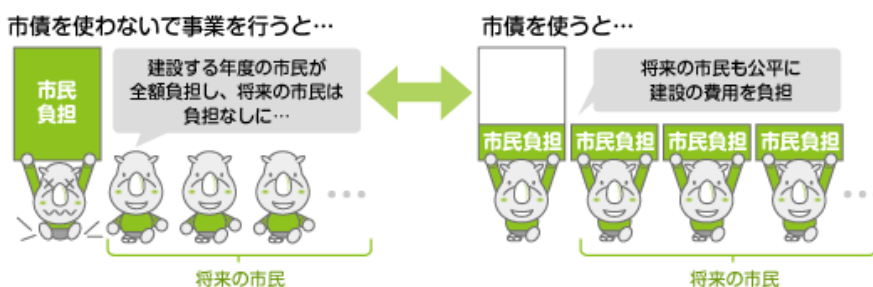 市債を使わないで事業を行うと…
市民
負担
建設する年度の市民が
全額負担し、将来の市民は
負担なしに…
将来の市民
市債を使うと…
将来の市民も公平に
建設の費用を負担
市民負担
市民負担
市民負担
市民負担
将来の市民